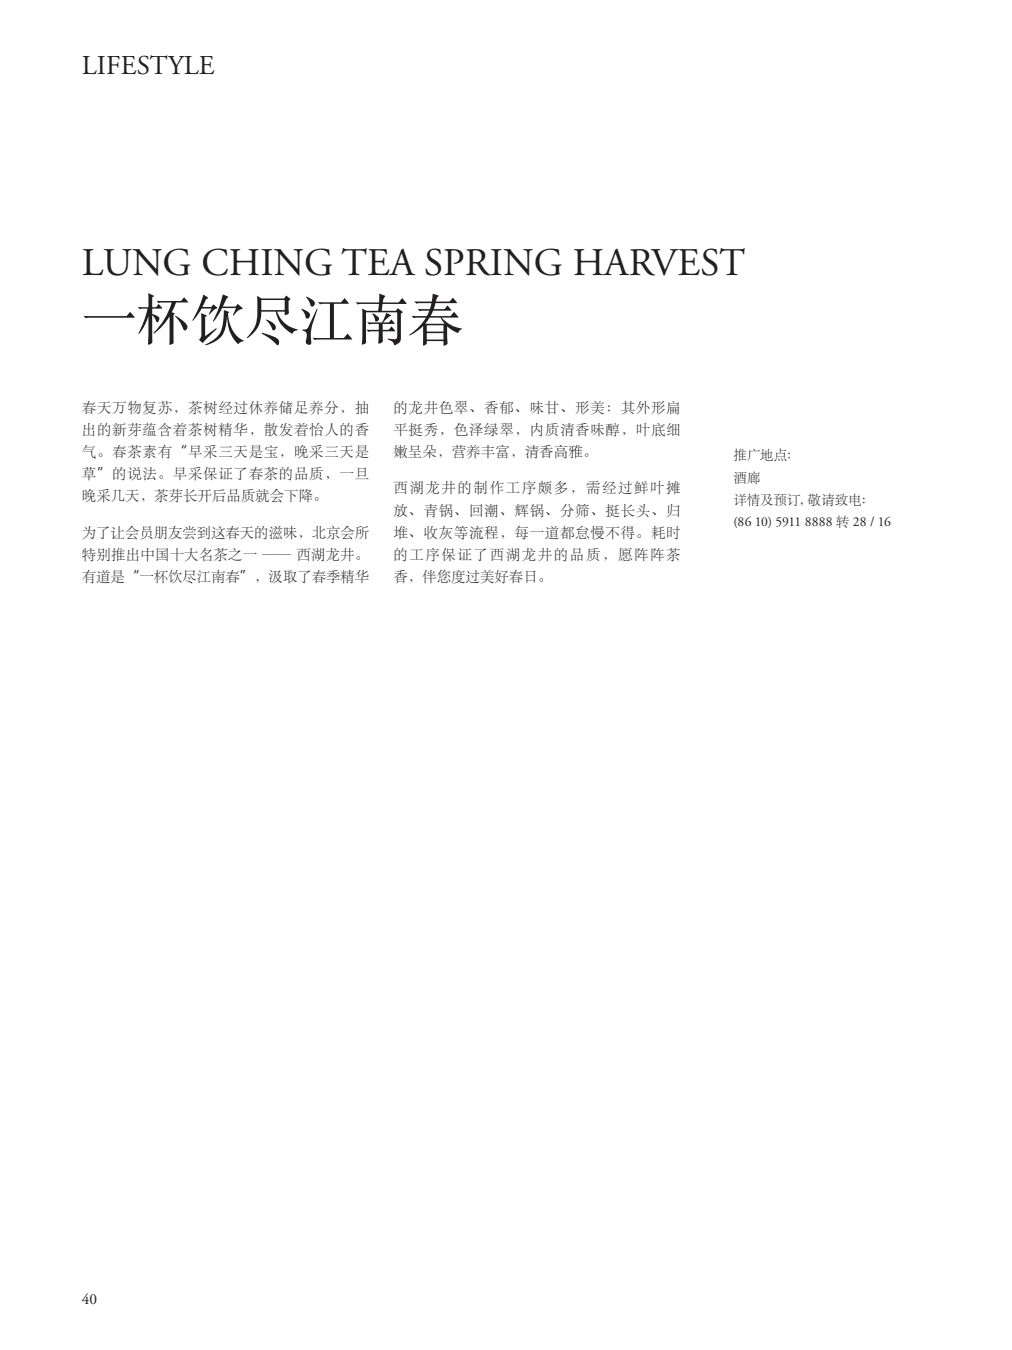 LIFESTYLE
LUNG CHING TEA SPRING HARVEST
一杯饮尽江南春
春天万物复苏，茶树经过休养储足养分，抽
出的新芽蕴含着茶树精华，散发着怡人的香
气。春茶素有“早采三天是宝，晚采三天是
草”的说法。早采保证了春茶的品质，一旦
晚采几天，茶芽长开后品质就会下降。
为了让会员朋友尝到这春天的滋味，北京会所
特别推出中国十大名茶之一 —— 西湖龙井。
有道是“一杯饮尽江南春”，汲取了春季精华
的龙井色翠、香郁、味甘、形美：其外形扁
平挺秀，色泽绿翠，内质清香味醇，叶底细
嫩呈朵，营养丰富，清香高雅。
西湖龙井的制作工序颇多，需经过鲜叶摊
放、青锅、回潮、辉锅、分筛、挺长头、归
堆、收灰等流程，每一道都怠慢不得。耗时
的工序保证了西湖龙井的品质，愿阵阵茶
香，伴您度过美好春日。
推广地点:
酒廊
详情及预订, 敬请致电:
(86 10) 5911 8888 转 28 / 16
40